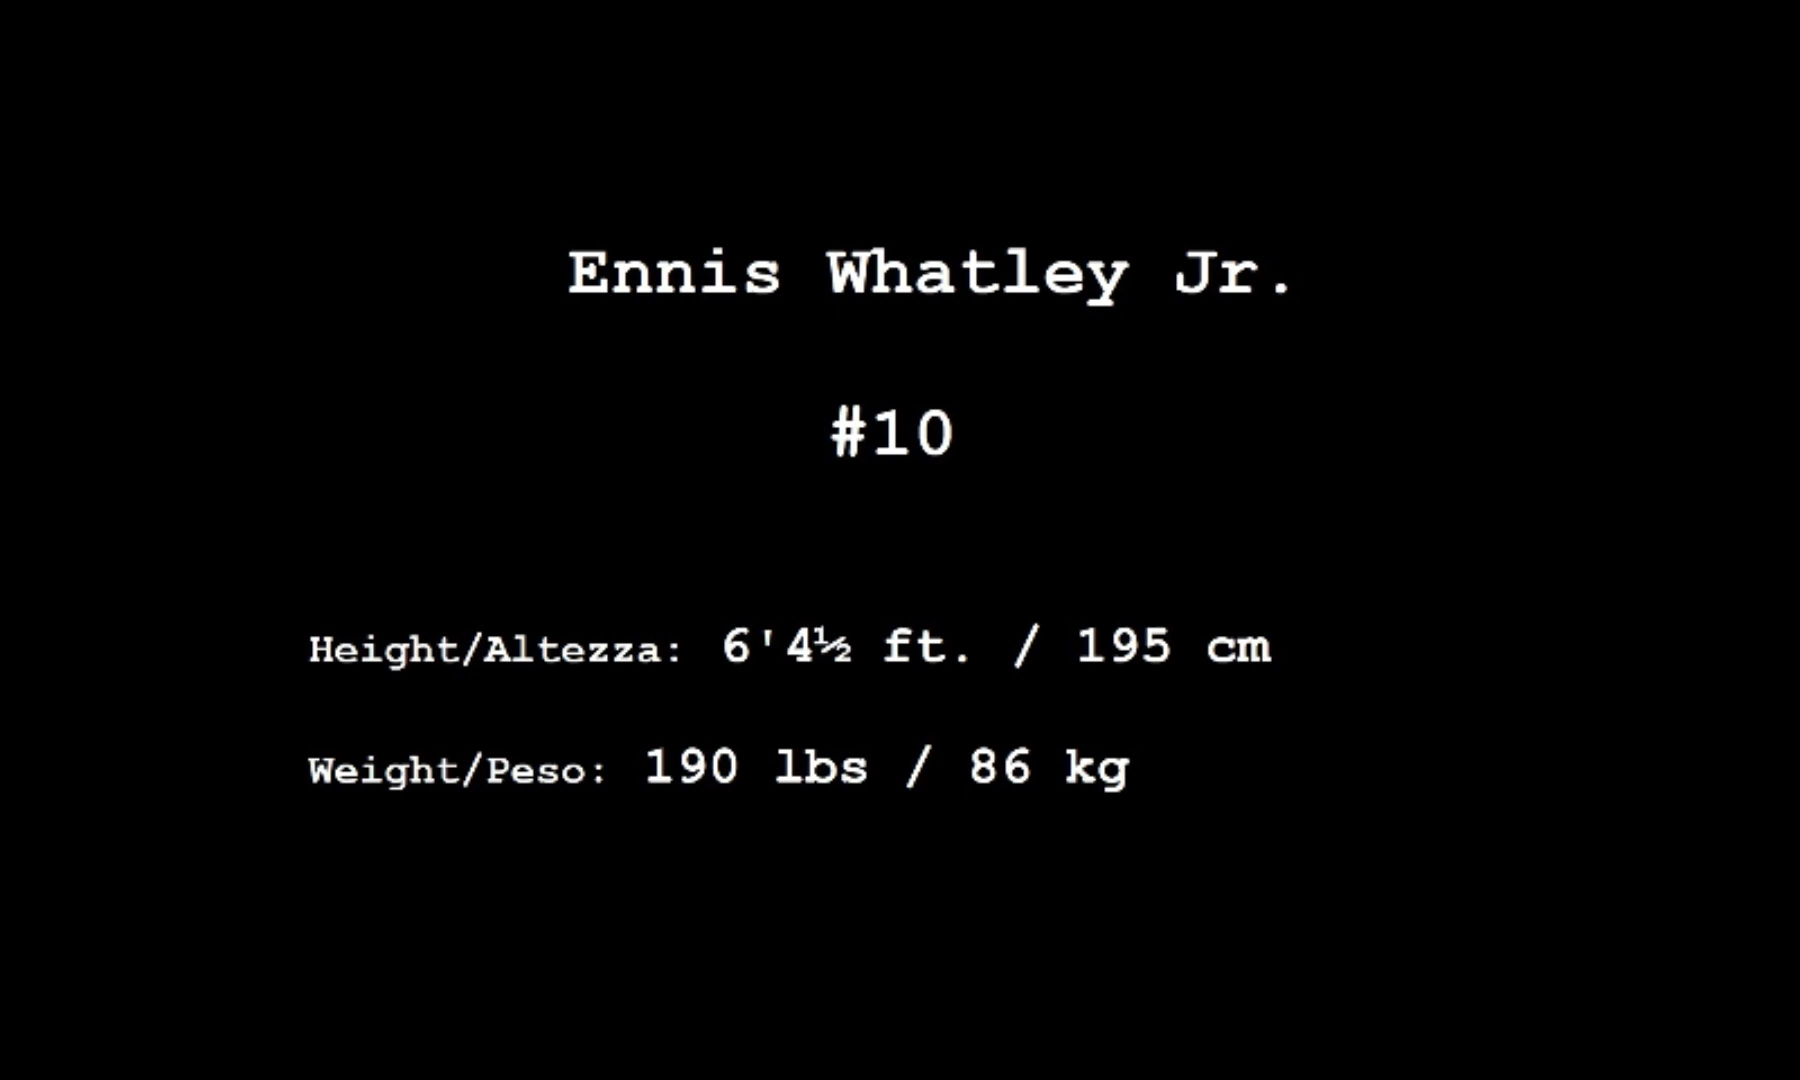 Ennis Whatley Jr.
#10
Height/Altezza: 6'4½ ft. / 195 cm
Weight/Peso: 190 lbs / 86 kg